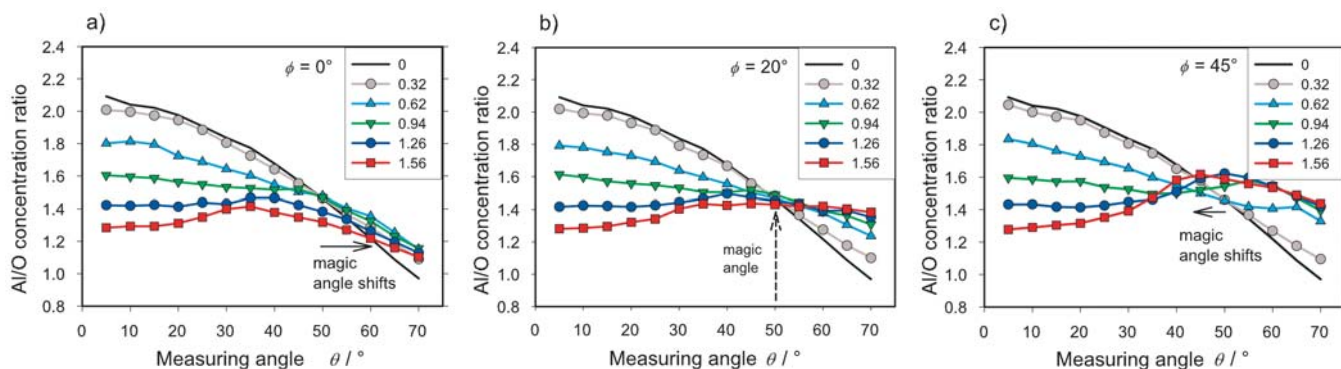 a)
Al/O concentration ratio
2.4
2.2
2.0
1.8
1.6
1.4
1.2
1.0
0.8
ϕ = 0°
0
0.32
0.62
0.94
1.26
1.56
magic
angle shifts
0 10 20 30 40 50 60 70
Measuring angle θ / °
b)
Al/O concentration ratio
2.4
2.2
2.0
1.8
1.6
1.4
1.2
1.0
0.8
ϕ = 20°
0
0.32
0.62
0.94
1.26
1.56
magic
angle
0 10 20 30 40 50 60 70
Measuring angle θ / °
c)
Al/O concentration ratio
2.4
2.2
2.0
1.8
1.6
1.4
1.2
1.0
0.8
ϕ = 45°
0
0.32
0.62
0.94
1.26
1.56
magic
angle shifts
0 10 20 30 40 50 60 70
Measuring angle θ / °